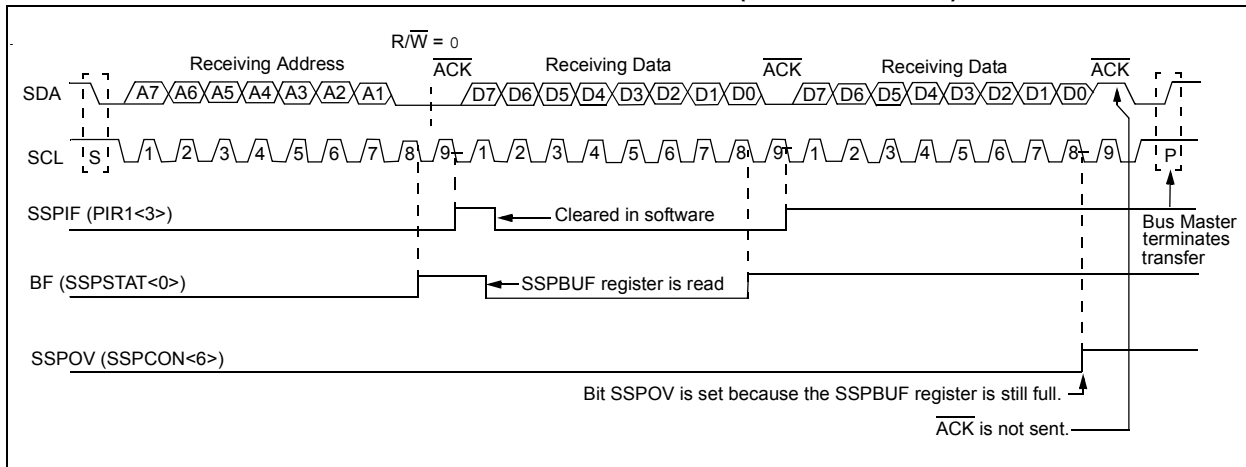 R/W = 0
Receiving Address ACK Receiving Data ACK Receiving Data ACK
SDA A7 A6 A5 A4 A3 A2 A1 D7 D6 D5 D4 D3 D2 D1 D0 D7 D6 D5 D4 D3 D2 D1 D0
SCL S 1 2 3 4 5 6 7 8 9 1 2 3 4 5 6 7 8 9 1 2 3 4 5 6 7 8 9 P
SSPIF (PIR1<3>) Cleared in software
Bus Master
terminates
transfer
BF (SSPSTAT<0>) SSPBUF register is read
SSPOV (SSPCON<6>)
Bit SSPOV is set because the SSPBUF register is still full.
ACK is not sent.